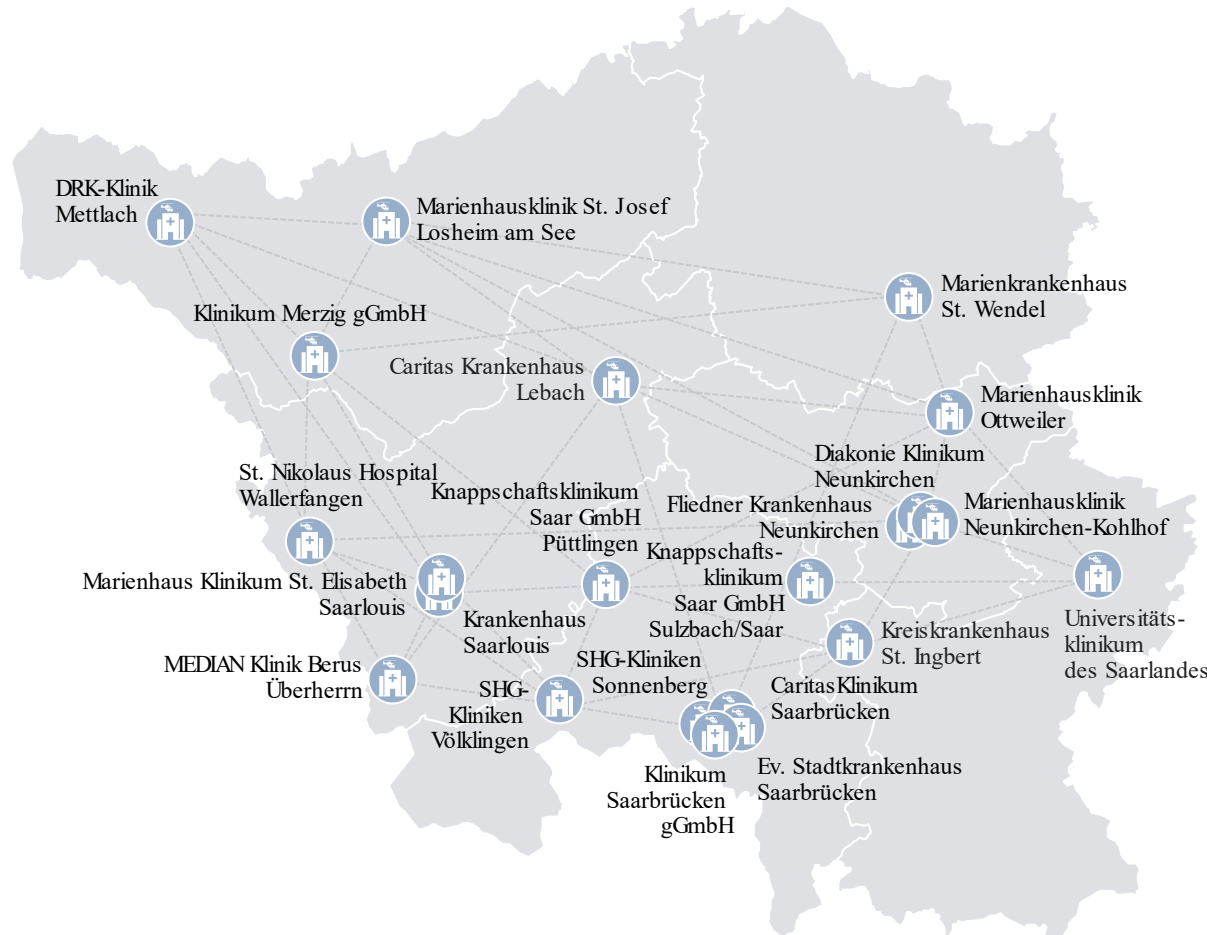 DRK-Klinik
Mettlach
Marienhausklinik St. Josef
Losheim am See
Marienkrankenhaus
St. Wendel
Klinikum Merzig gGmbH
Caritas Krankenhaus
Lebach
Marienhausklinik
Ottweiler
Diakonie Klinikum
Neunkirchen
St. Nikolaus Hospital
Wallerfangen
Knappschaftsklinikum
Saar GmbH
Püttlingen
Fliedner Krankenhaus
Neunkirchen
Marienhausklinik
Neunkirchen-Kohlhof
Knappschafts-
klinikum
Saar GmbH
Sulzbach/Saar
Marienhaus Klinikum St. Elisabeth
Saarlouis
Krankenhaus
Saarlouis
Kreiskrankenhaus
St. Ingbert
Universitäts-
klinikum
des Saarlandes
MEDIAN Klinik Berus
Überherrn
SHG-Kliniken
Sonnenberg
SHG-
Kliniken
Völklingen
CaritasKlinikum
Saarbrücken
Klinikum
Saarbrücken
gGmbH
Ev. Stadtkrankenhaus
Saarbrücken